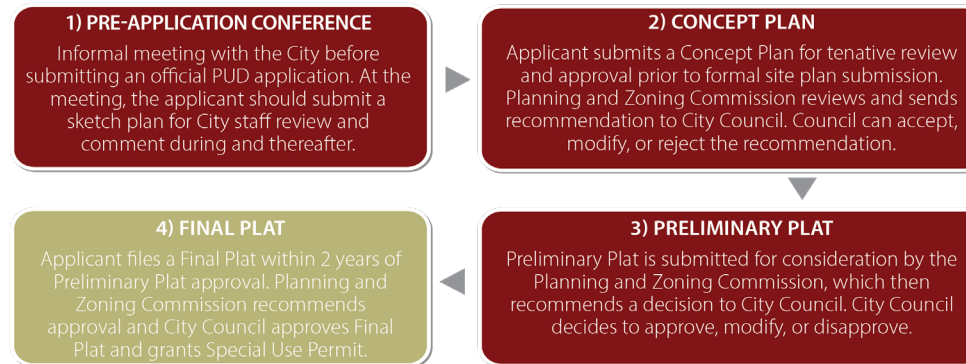 1) PRE-APPLICATION CONFERENCE
Informal meeting with the City before
submitting an official PUD application. At the
meeting, the applicant should submit a
sketch plan for City staff review and
comment during and thereafter.
2) CONCEPT PLAN
Applicant submits a Concept Plan for tenative review
and approval prior to formal site plan submission.
Planning and Zoning Commission reviews and sends
recommendation to City Council. Council can accept,
modify, or reject the recommendation.
3) PRELIMINARY PLAT
Preliminary Plat is submitted for consideration by the
Planning and Zoning Commission, which then
recommends a decision to City Council. City Council
decides to approve, modify, or disapprove.
4) FINAL PLAT
Applicant files a Final Plat within 2 years of
Preliminary Plat approval. Planning and
Zoning Commission recommends
approval and City Council approves Final
Plat and grants Special Use Permit.